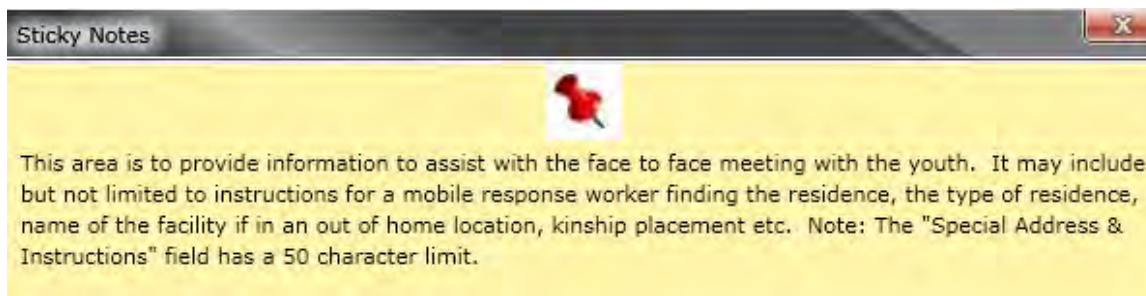 Sticky Notes
X
This area is to provide information to assist with the face to face meeting with the youth.  It may include
but not limited to instructions for a mobile response worker finding the residence, the type of residence,
name of the facility if in an out of home location, kinship placement etc.  Note: The "Special Address &
Instructions" field has a 50 character limit.